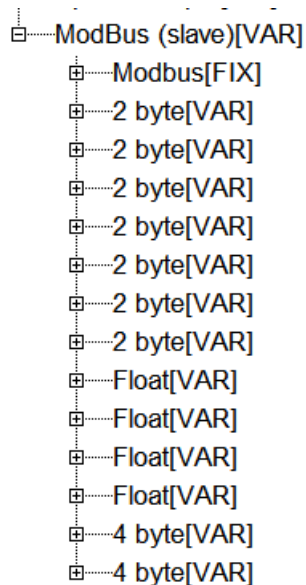 ModBus (slave)[VAR]
Modbus[FIX]
2 byte[VAR]
2 byte[VAR]
2 byte[VAR]
2 byte[VAR]
2 byte[VAR]
2 byte[VAR]
2 byte[VAR]
Float[VAR]
Float[VAR]
Float[VAR]
Float[VAR]
4 byte[VAR]
4 byte[VAR]